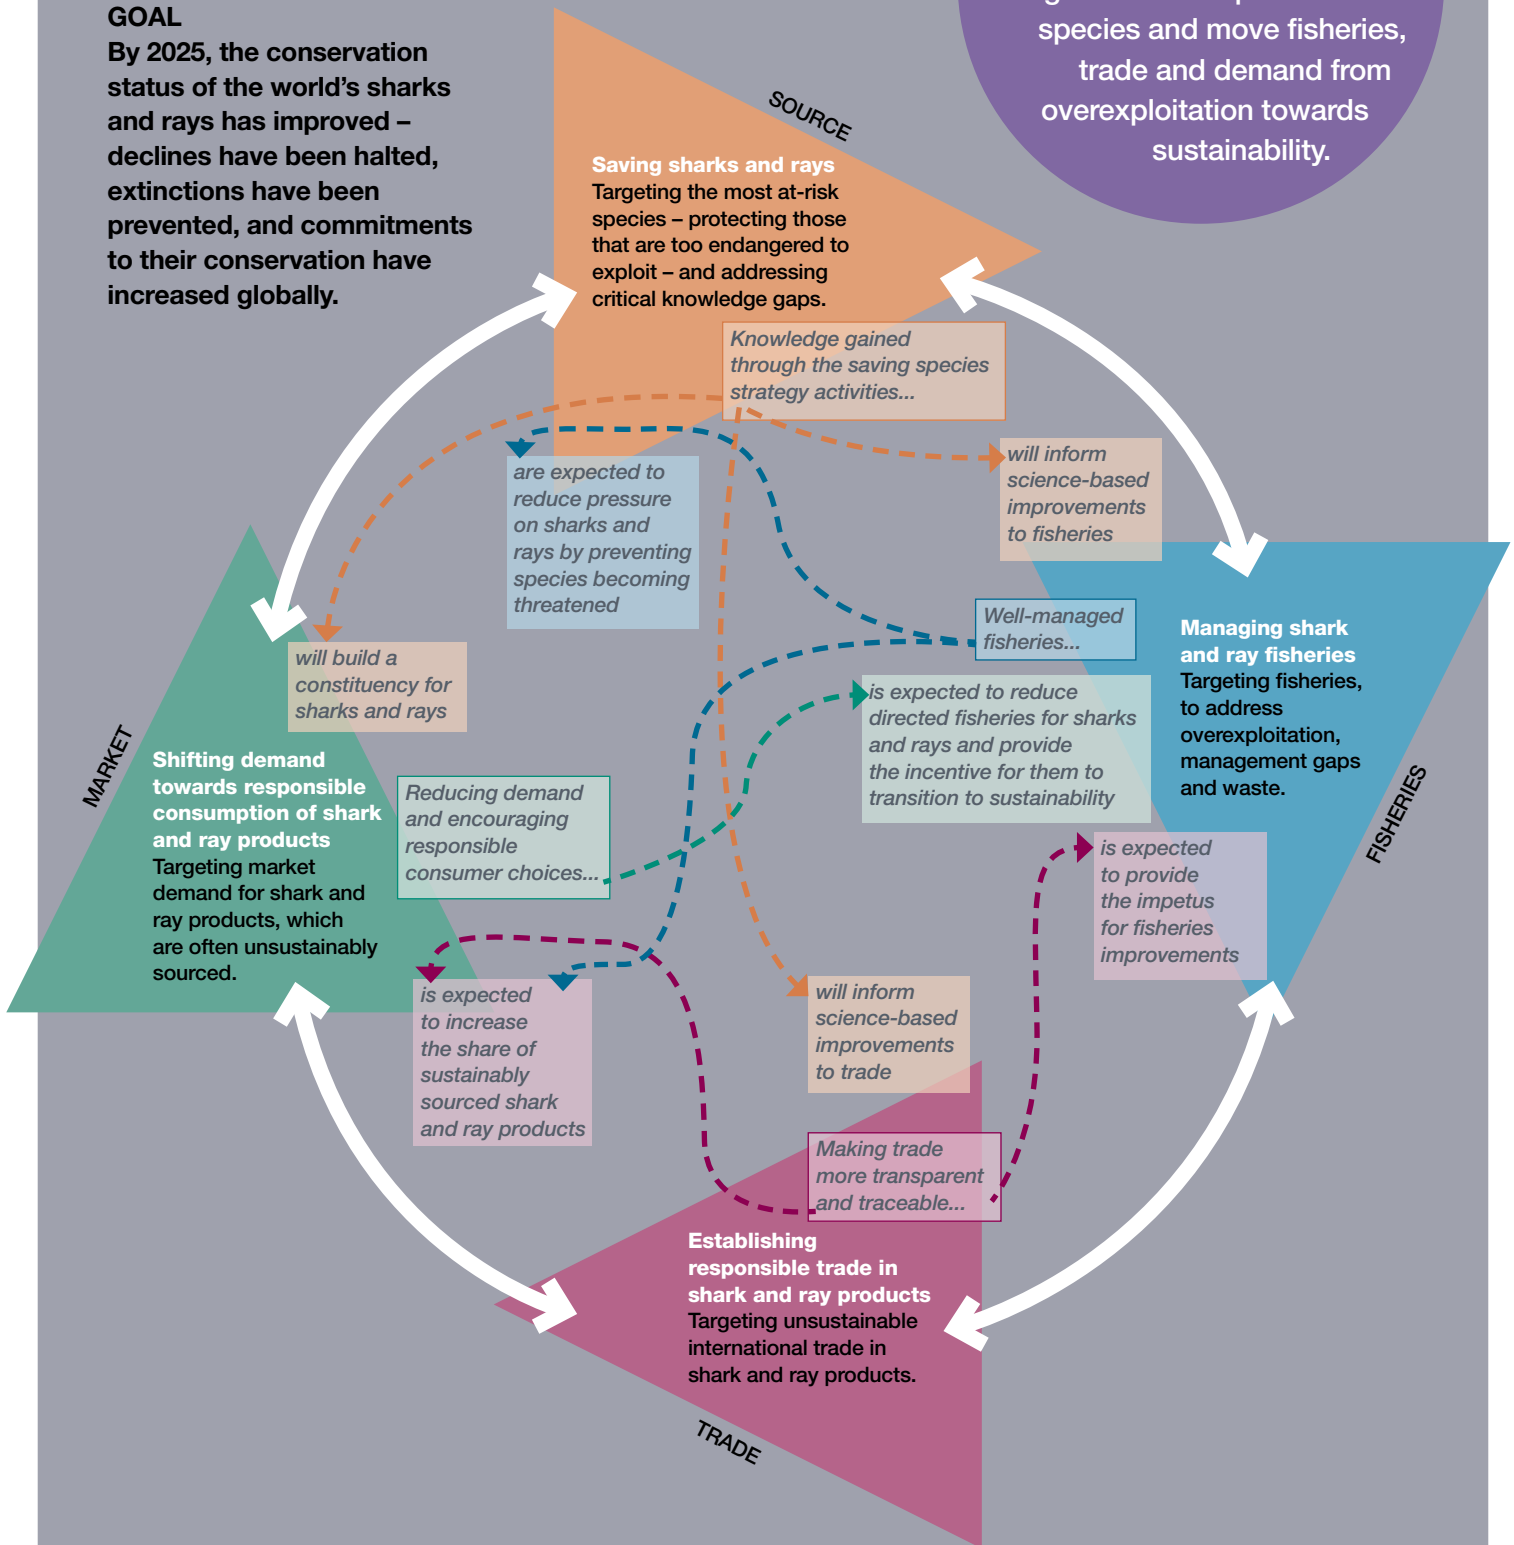 GOAL
By 2025, the conservation
status of the world's sharks
and rays has improved –
declines have been halted,
extinctions have been
prevented, and commitments
to their conservation have
increased globally.
species and move fisheries,
trade and demand from
overexploitation towards
sustainability.
SOURCE
Saving sharks and rays
Targeting the most at-risk
species – protecting those
that are too endangered to
exploit – and addressing
critical knowledge gaps.
Knowledge gained
through the saving species
strategy activities...
will inform
science-based
improvements
to fisheries
are expected to
reduce pressure
on sharks and
rays by preventing
species becoming
threatened
Well-managed
fisheries...
Managing shark
and ray fisheries
Targeting fisheries,
to address
overexploitation,
management gaps
and waste.
FISHERIES
will build a
constituency for
sharks and rays
is expected to reduce
directed fisheries for sharks
and rays and provide
the incentive for them to
transition to sustainability
MARKET
Shifting demand
towards responsible
consumption of shark
and ray products
Targeting market
demand for shark and
ray products, which
are often unsustainably
sourced.
Reducing demand
and encouraging
responsible
consumer choices...
is expected
to provide
the impetus
for fisheries
improvements
is expected
to increase
the share of
sustainably
sourced shark
and ray products
will inform
science-based
improvements
to trade
Making trade
more transparent
and traceable...
Establishing
responsible trade in
shark and ray products
Targeting unsustainable
international trade in
shark and ray products.
TRADE